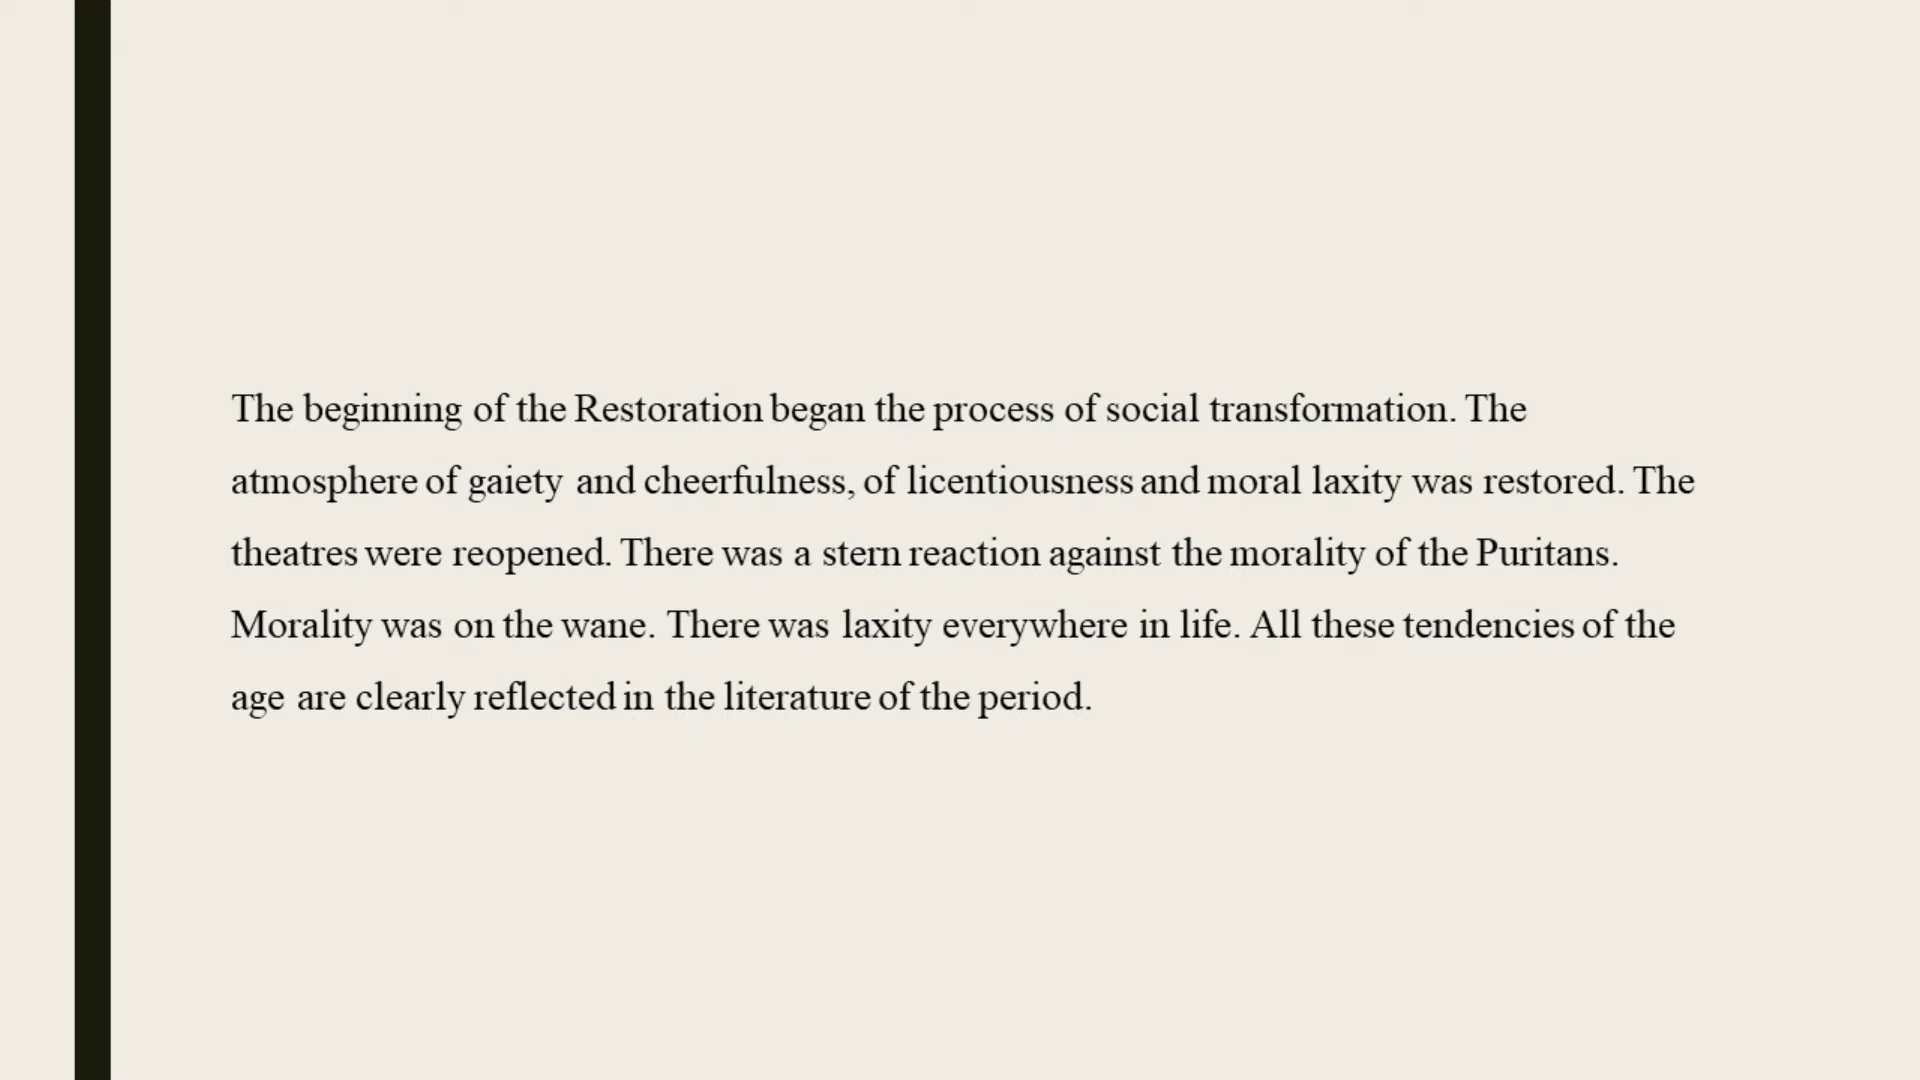 The beginning of the Restoration began the process of social transformation. The
atmosphere of gaiety and cheerfulness, of licentiousness and moral laxity was restored. The
theatres were reopened. There was a stern reaction against the morality of the Puritans.
Morality was on the wane. There was laxity everywhere in life. All these tendencies of the
age are clearly reflected in the literature of the period.